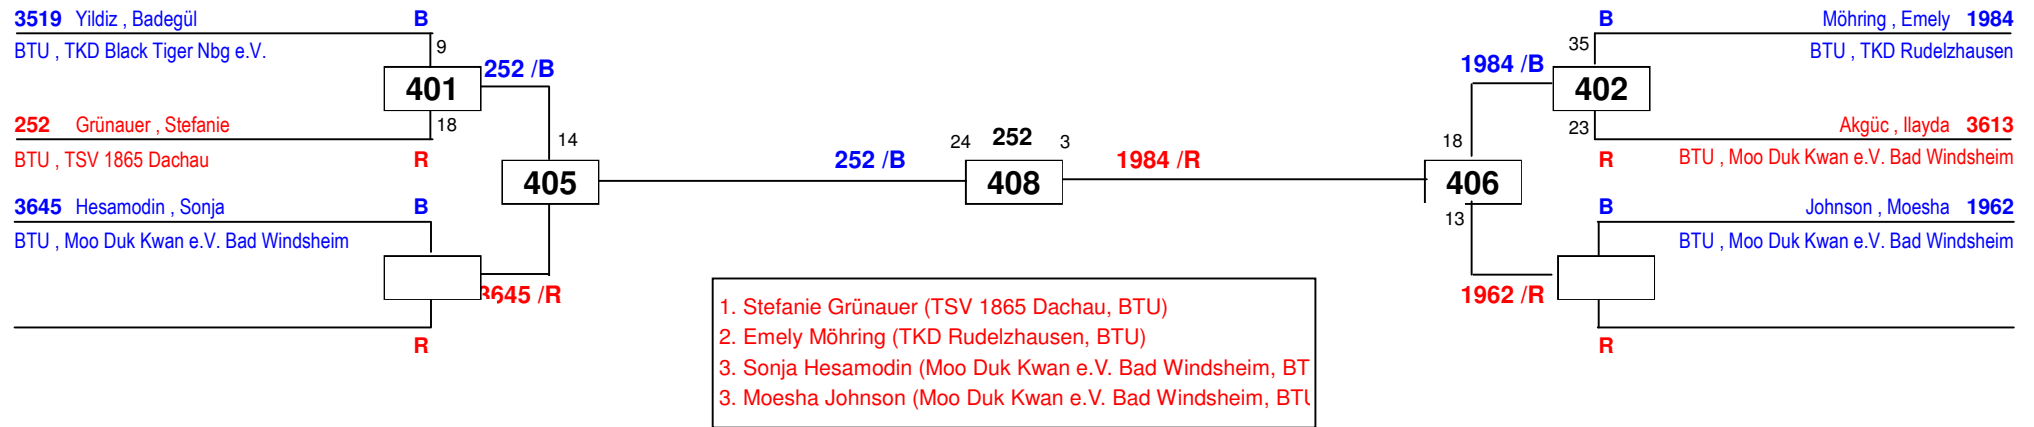 3519 Yildiz , Badegül B
BTU , TKD Black Tiger Nbg e.V.
9
401
252 /B
252 Grünauer , Stefanie
18
BTU , TSV 1865 Dachau R
14
405
3645 Hesamodin , Sonja B
BTU , Moo Duk Kwan e.V. Bad Windsheim
3645 /R
R
252 /B
24 252 3
408
1984 /R
1. Stefanie Grünauer (TSV 1865 Dachau, BTU)
2. Emely Möhring (TKD Rudelzhausen, BTU)
3. Sonja Hesamodin (Moo Duk Kwan e.V. Bad Windsheim, BT
3. Moesha Johnson (Moo Duk Kwan e.V. Bad Windsheim, BTU
B Möhring , Emely 1984
35
BTU , TKD Rudelzhausen
1984 /B
402
23
Akgüc , Ilayda 3613
R BTU , Moo Duk Kwan e.V. Bad Windsheim
18
406
13
B Johnson , Moesha 1962
BTU , Moo Duk Kwan e.V. Bad Windsheim
1962 /R
R